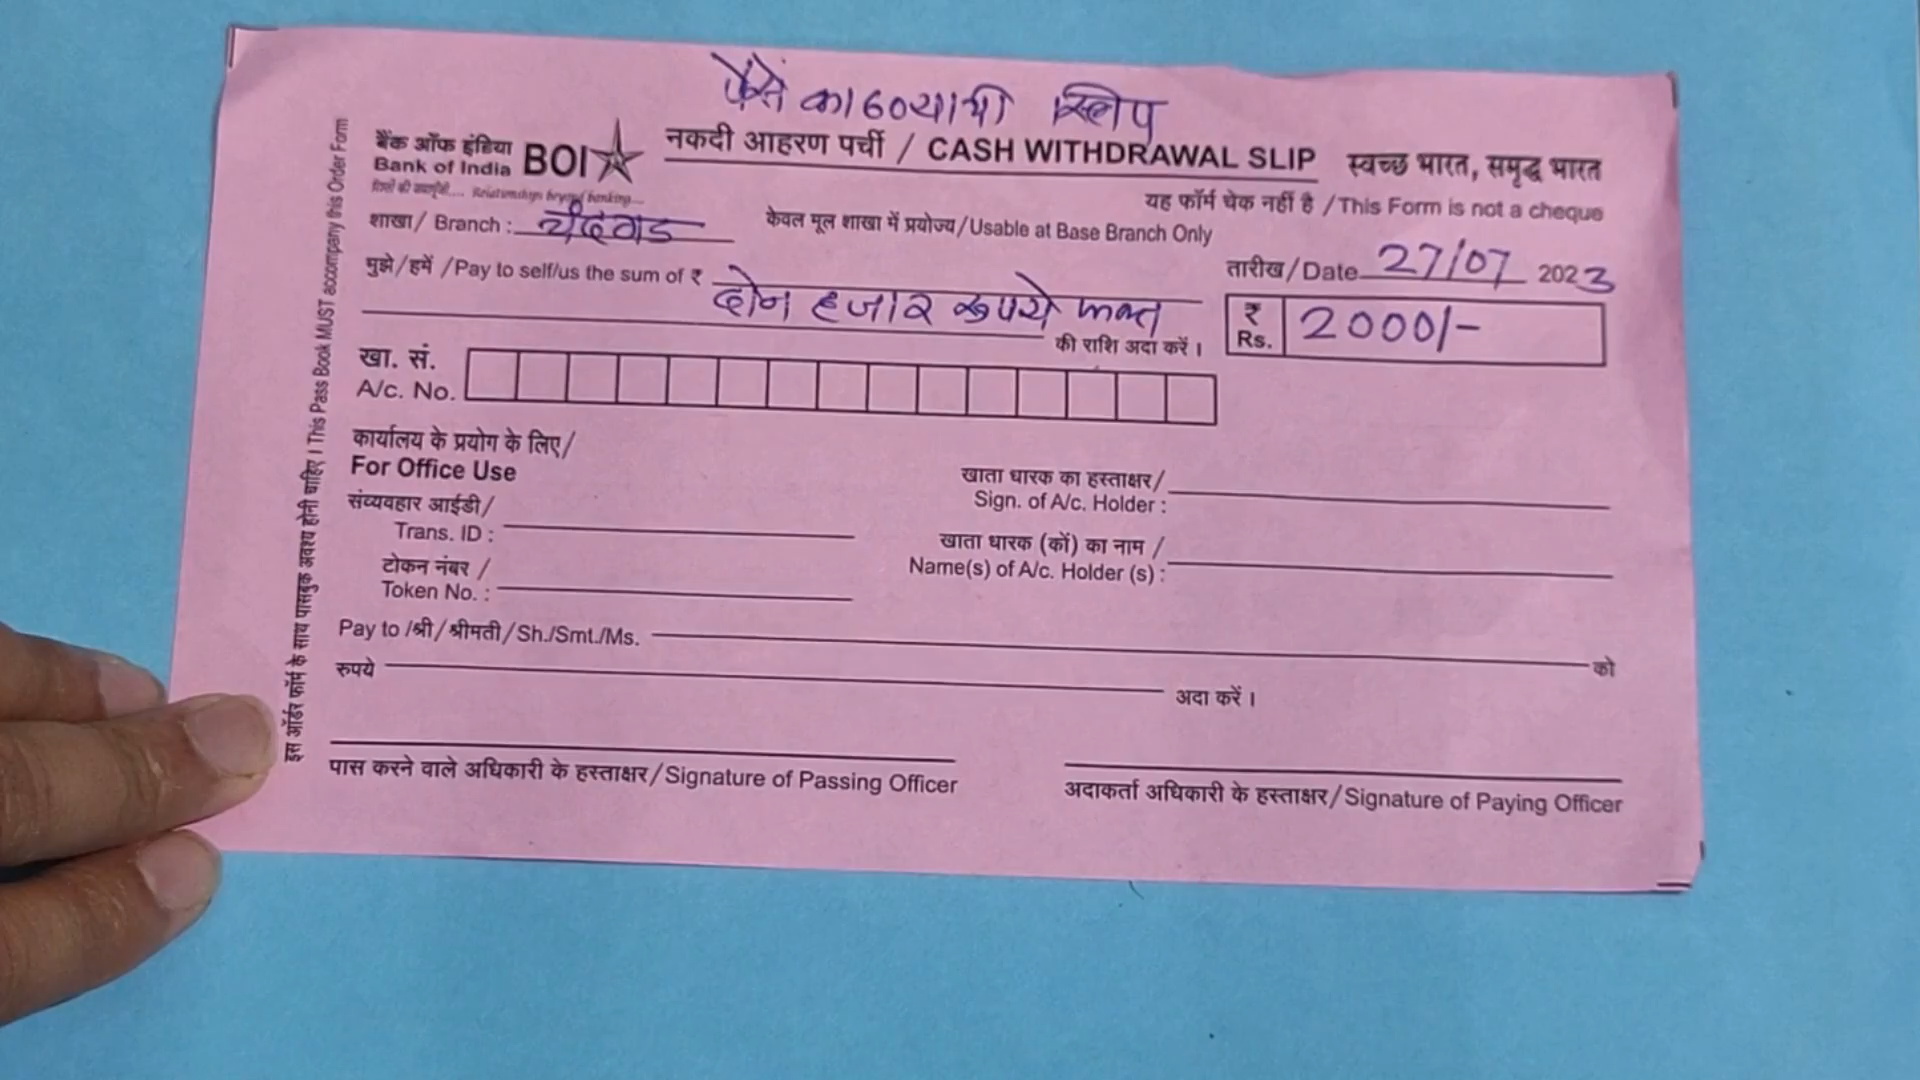 पैसे काढण्याची स्लिप
बैंक ऑफ इंडिया
Bank of India BOI
Relationship beyond banking...
नकदी आहरण पर्ची / CASH WITHDRAWAL SLIP
स्वच्छ भारत, समृद्ध भारत
यह फॉर्म चेक नहीं है /This Form is not a cheque
शाखा/ Branch : चंदगड
केवल मूल शाखा में प्रयोज्य/Usable at Base Branch Only
तारीख/Date 27/07 2023
मुझे/हमें /Pay to self/us the sum of ₹
दोन हजार रुपये फक्त
की राशि अदा करें ।
₹ Rs. 2000/-
खा. सं.
A/c. No.
कार्यालय के प्रयोग के लिए/
For Office Use
संव्यवहार आईडी/
Trans. ID :
टोकन नंबर /
Token No. :
खाता धारक का हस्ताक्षर/
Sign. of A/c. Holder :
खाता धारक (कों) का नाम /
Name(s) of A/c. Holder (s) :
Pay to /श्री/श्रीमती/Sh./Smt./Ms. को
रुपये अदा करें ।
पास करने वाले अधिकारी के हस्ताक्षर/Signature of Passing Officer
अदाकर्ता अधिकारी के हस्ताक्षर/Signature of Paying Officer
इस ऑर्डर फॉर्म के साथ पासबुक अवश्य होनी चाहिए । This Pass Book MUST accompany this Order Form